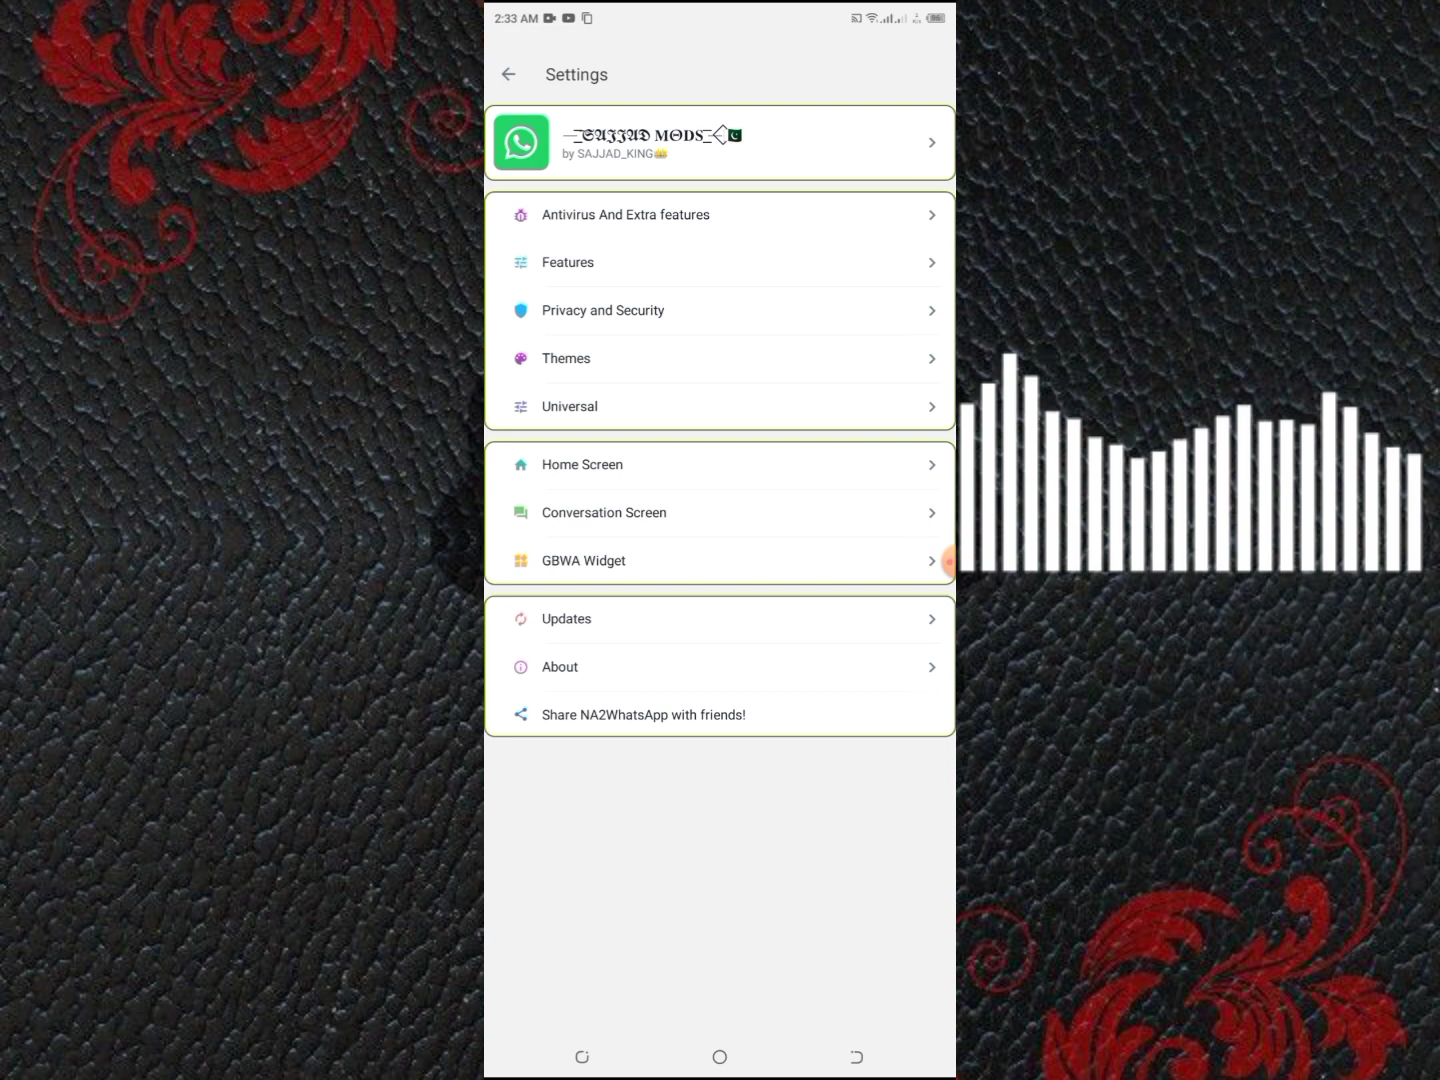 2:33 AM
Settings
𝕾𝕬𝕵𝕵𝕬𝕯 𝐌𝚹𝐃𝐒
by SAJJAD_KING👑
Antivirus And Extra features
Features
Privacy and Security
Themes
Universal
Home Screen
Conversation Screen
GBWA Widget
Updates
About
Share NA2WhatsApp with friends!